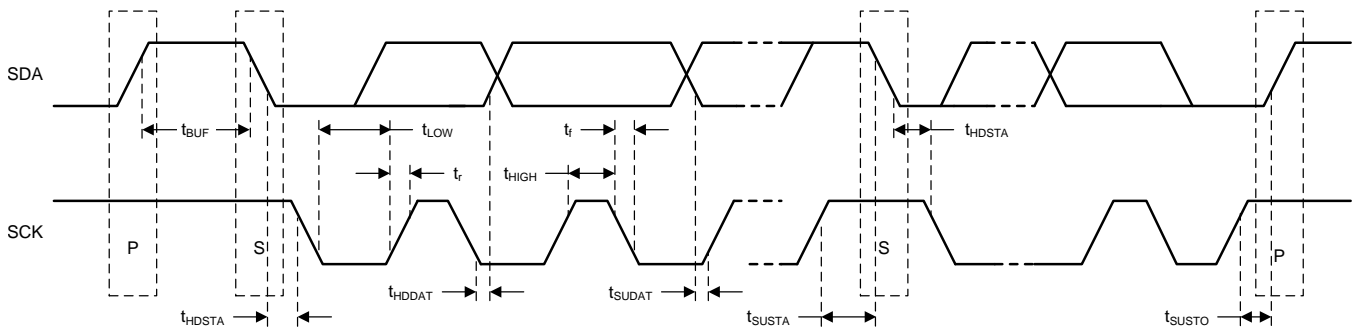 SDA
tBUF
tLOW
tf
tHDSTA
tr
tHIGH
SCK
P
S
S
P
tHDDAT
tSUDAT
tHDSTA
tSUSTA
tSUSTO